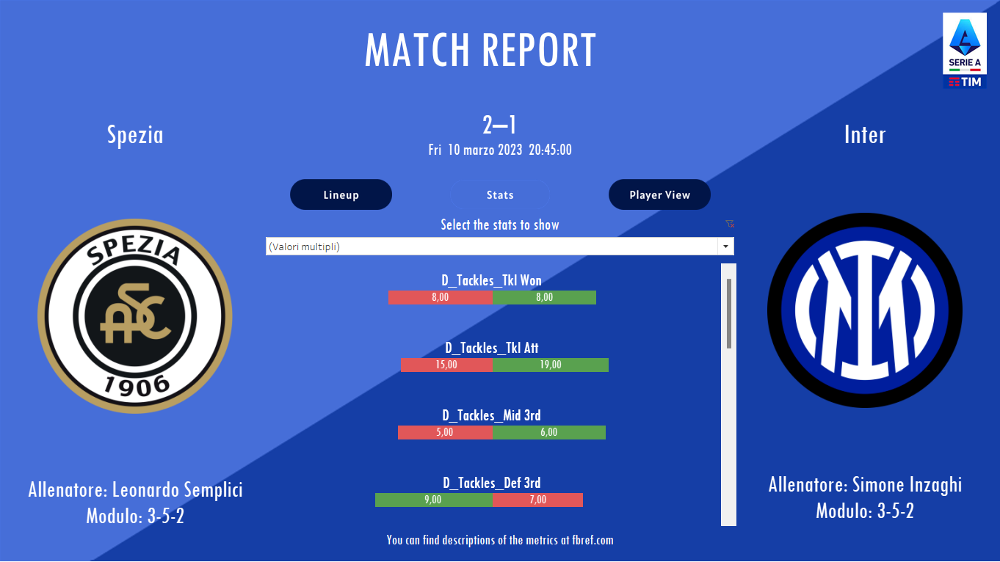 MATCH REPORT
SERIE A
TIM
Spezia
2–1
Inter
Fri 10 marzo 2023 20:45:00
Lineup
Stats
Player View
Select the stats to show
(Valori multipli)
SPEZIA
ASC
1906
D_Tackles_Tkl Won
8,00 8,00
D_Tackles_Tkl Att
15,00 19,00
D_Tackles_Mid 3rd
5,00 6,00
D_Tackles_Def 3rd
9,00 7,00
IM
Allenatore: Leonardo Semplici
Modulo: 3-5-2
Allenatore: Simone Inzaghi
Modulo: 3-5-2
You can find descriptions of the metrics at fbref.com